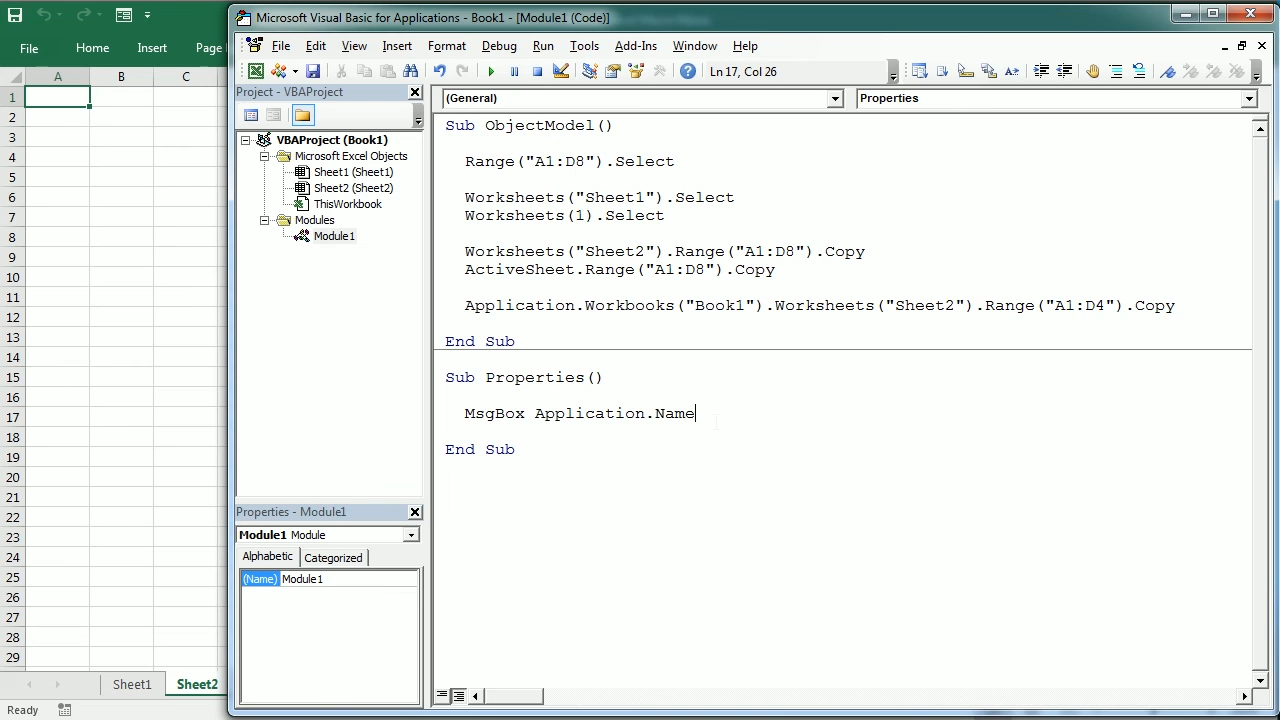 Microsoft Visual Basic for Applications - Book1 - [Module1 (Code)]
File Home Insert Page
File Edit View Insert Format Debug Run Tools Add-Ins Window Help
Ln 17, Col 26
Project - VBAProject
(General) Properties
VBAProject (Book1)
Microsoft Excel Objects
Sheet1 (Sheet1)
Sheet2 (Sheet2)
ThisWorkbook
Modules
Module1
Sub ObjectModel()
Range("A1:D8").Select
Worksheets("Sheet1").Select
Worksheets(1).Select
Worksheets("Sheet2").Range("A1:D8").Copy
ActiveSheet.Range("A1:D8").Copy
Application.Workbooks("Book1").Worksheets("Sheet2").Range("A1:D4").Copy
End Sub
Sub Properties()
MsgBox Application.Name
End Sub
Properties - Module1
Module1 Module
Alphabetic Categorized
(Name) Module1
A B C
1
2
3
4
5
6
7
8
9
10
11
12
13
14
15
16
17
18
19
20
21
22
23
24
25
26
27
28
29
Sheet1 Sheet2
Ready